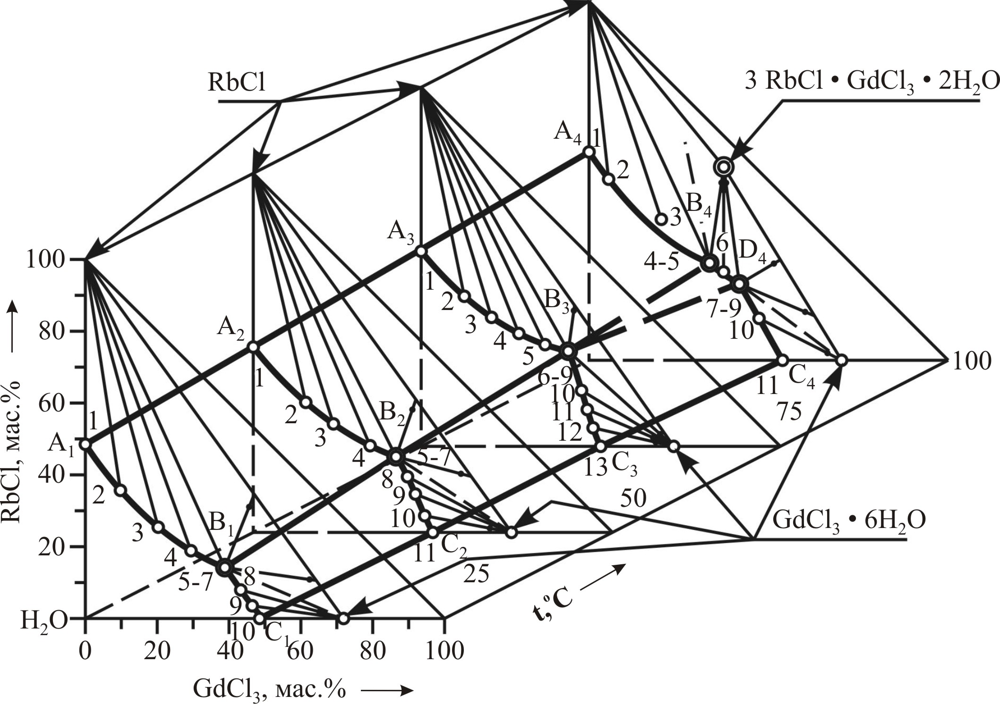 RbCl
3 RbCl • GdCl₃ • 2H₂O
A₄
1
2
3
B₄
6
D₄
4-5
7-9
10
11
C₄
100
75
A₃
1
2
3
4
5
B₃
6-9
10
11
12
13
C₃
50
A₂
1
2
3
4
B₂
5-7
8
9
10
11
C₂
25
A₁
1
2
3
4
B₁
5-7
8
9
10
C₁
GdCl₃ • 6H₂O
t,°C
100
80
60
40
20
H₂O
RbCl, мас.%
0
20
40
60
80
100
GdCl₃, мас.%